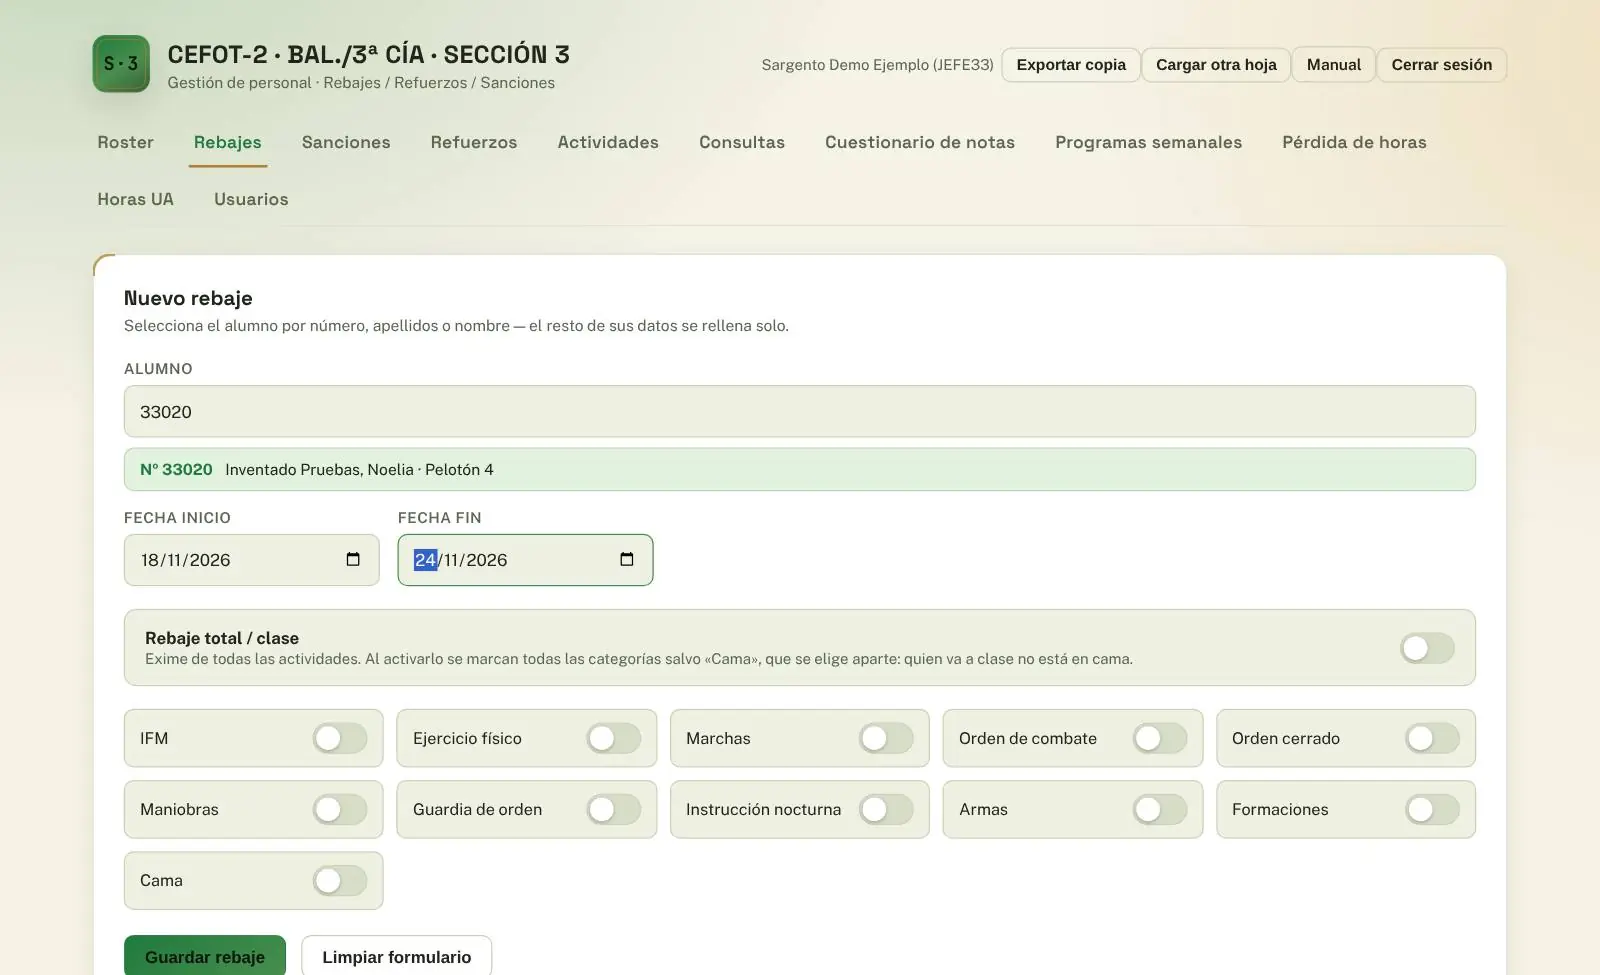 S·3
CEFOT-2 · BAL./3ª CÍA · SECCIÓN 3
Gestión de personal · Rebajes / Refuerzos / Sanciones
Sargento Demo Ejemplo (JEFE33)
Exportar copia
Cargar otra hoja
Manual
Cerrar sesión
Roster
Rebajes
Sanciones
Refuerzos
Actividades
Consultas
Cuestionario de notas
Programas semanales
Pérdida de horas
Horas UA
Usuarios
Nuevo rebaje
Selecciona el alumno por número, apellidos o nombre — el resto de sus datos se rellena solo.
ALUMNO
33020
Nº 33020 Inventado Pruebas, Noelia · Pelotón 4
FECHA INICIO
FECHA FIN
18/11/2026
24/11/2026
Rebaje total / clase
Exime de todas las actividades. Al activarlo se marcan todas las categorías salvo «Cama», que se elige aparte: quien va a clase no está en cama.
IFM
Ejercicio físico
Marchas
Orden de combate
Orden cerrado
Maniobras
Guardia de orden
Instrucción nocturna
Armas
Formaciones
Cama
Guardar rebaje
Limpiar formulario